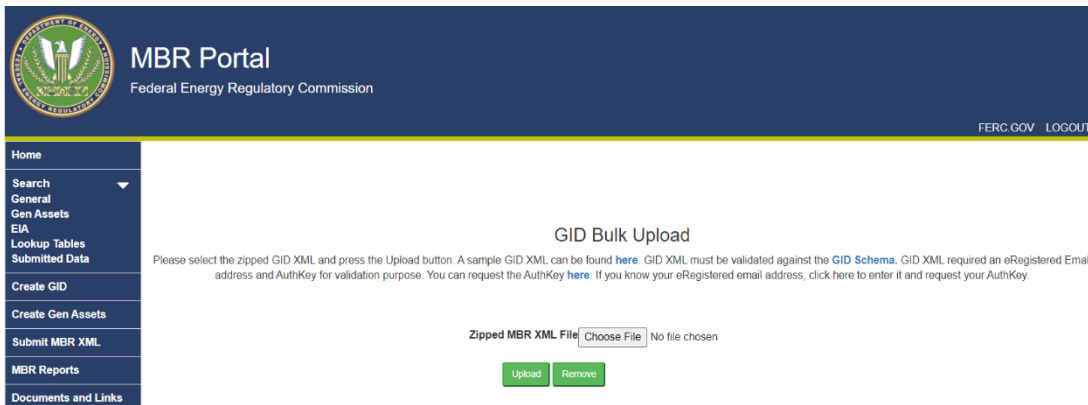 MBR Portal
Federal Energy Regulatory Commission
FERC.GOV LOGOUT
Home
Search
General
Gen Assets
EIA
Lookup Tables
Submitted Data
Create GID
Create Gen Assets
Submit MBR XML
MBR Reports
Documents and Links
GID Bulk Upload
Please select the zipped GID XML and press the Upload button. A sample GID XML can be found here. GID XML must be validated against the GID Schema. GID XML required an eRegistered Emai
address and AuthKey for validation purpose. You can request the AuthKey here. If you know your eRegistered email address, click here to enter it and request your AuthKey.
Zipped MBR XML File Choose File No file chosen
Upload Remove